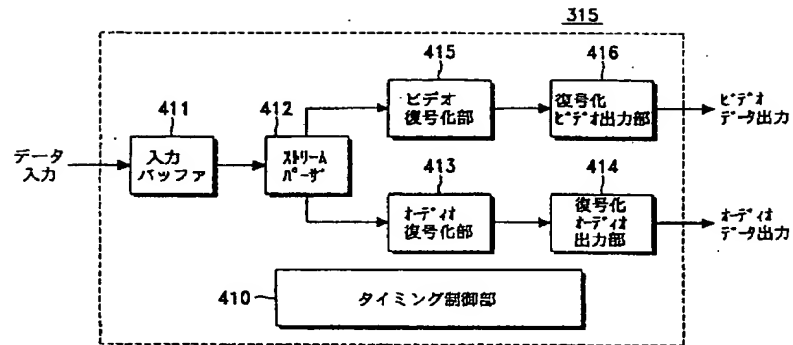 315
415
416
ビデオ
復号化部
復号化
ビデオ出力部
ビデオ
データ出力
411
412
データ
入力
入力
バッファ
ストリーム
パーザ
413
414
オーディオ
復号化部
復号化
オーディオ
出力部
オーディオ
データ出力
410
タイミング制御部